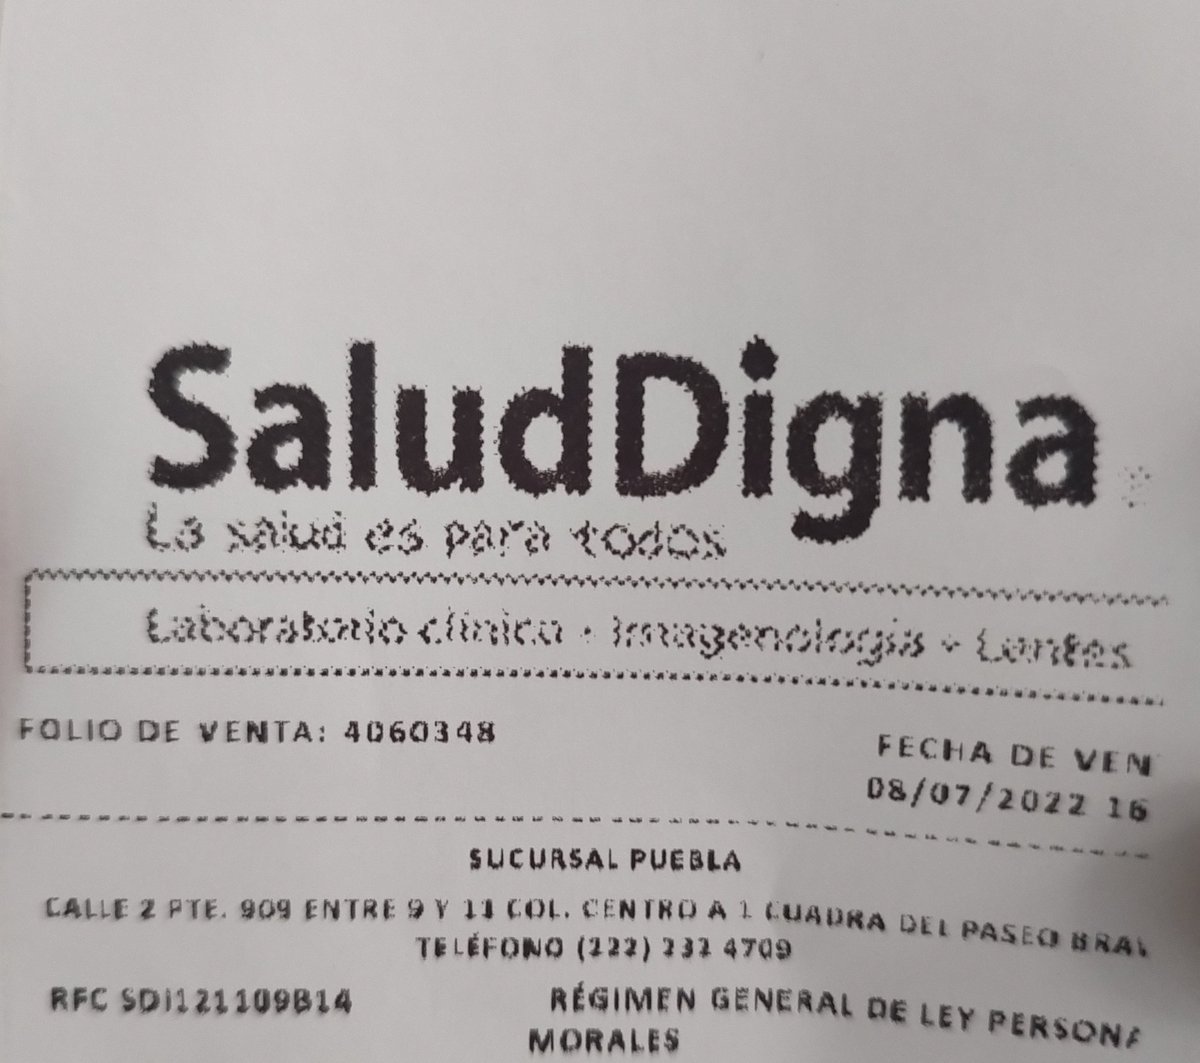 SaludDigna
La salud es para todos
Laboratorio clínico · Imagenología · Lentes
FOLIO DE VENTA: 4060348
FECHA DE VEN
08/07/2022 16
SUCURSAL PUEBLA
CALLE 2 PTE. 909 ENTRE 9 Y 11 COL. CENTRO A 1 CUADRA DEL PASEO BRAV
TELÉFONO (222) 232 4709
RFC SDI121109B14
RÉGIMEN GENERAL DE LEY PERSONA
MORALES